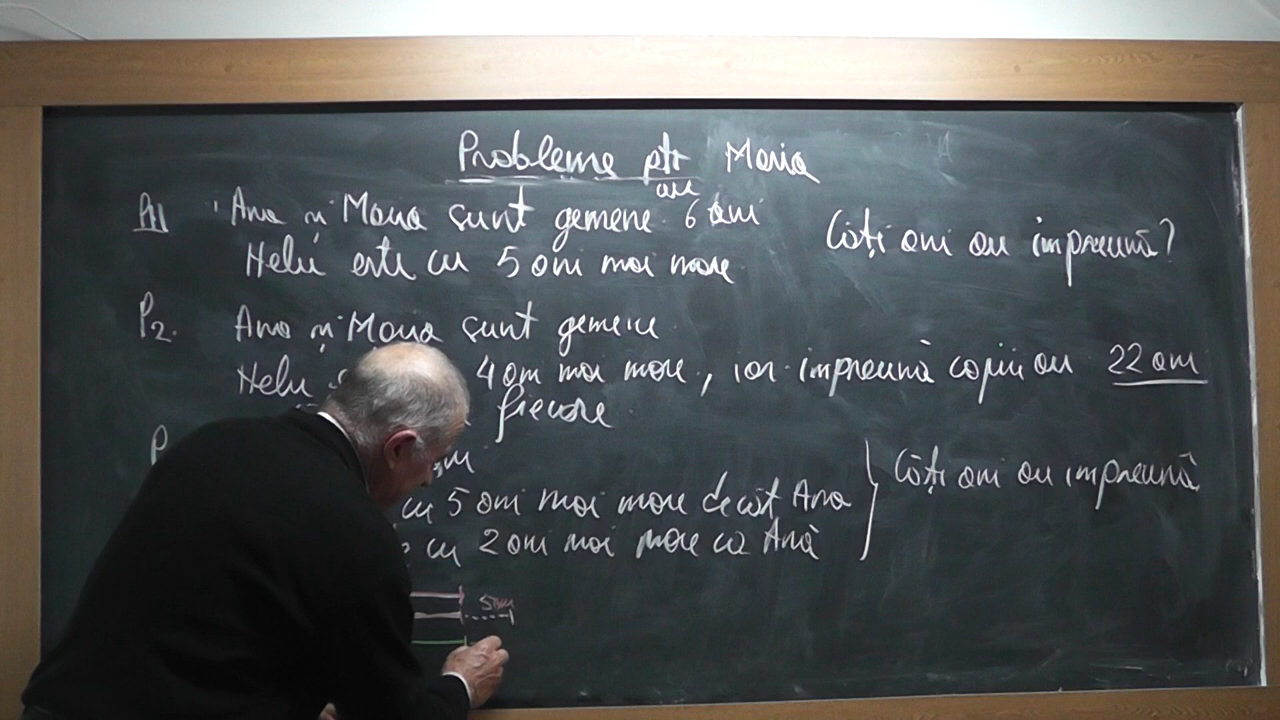 Probleme ptr Maria
P1 Ana și Maria sunt gemene au 6 ani Câți ani au împreună?
Helu este cu 5 ani mai mare
P2. Ana și Maria sunt gemene
Helu 4 ani mai mare, iar împreună copiii au 22 ani
fiecare
P
cu 5 ani mai mare decât Ana Câți ani au împreună
cu 2 ani mai mare ca Ana
5 ani